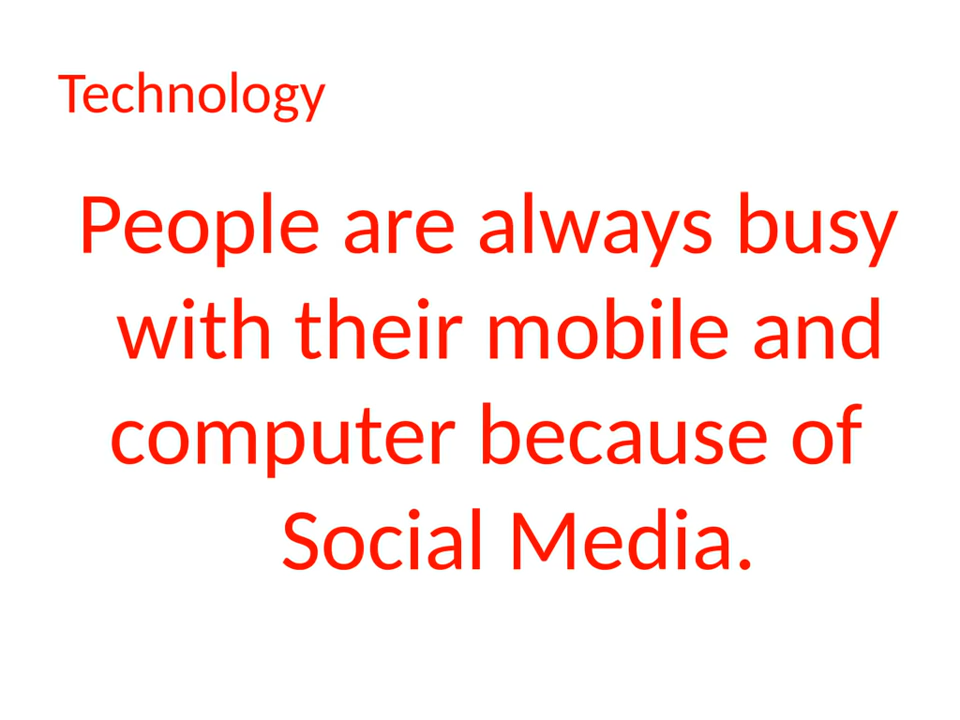 Technology
People are always busy
with their mobile and
computer because of
Social Media.